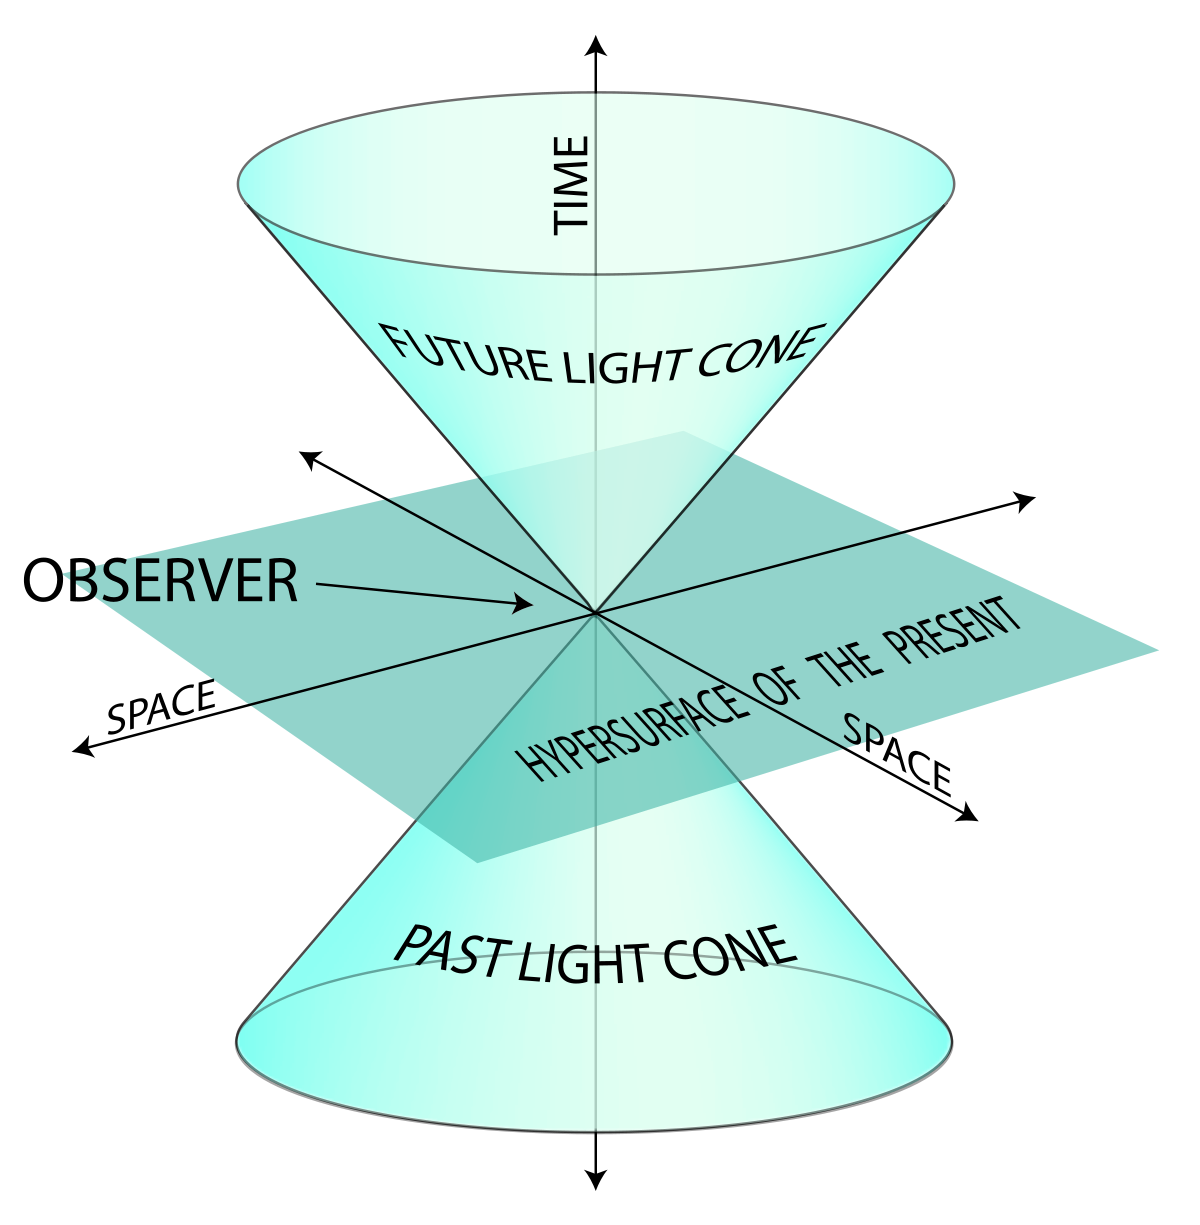 TIME
FUTURE LIGHT CONE
OBSERVER
HYPERSURFACE OF THE PRESENT
SPACE
SPACE
PAST LIGHT CONE